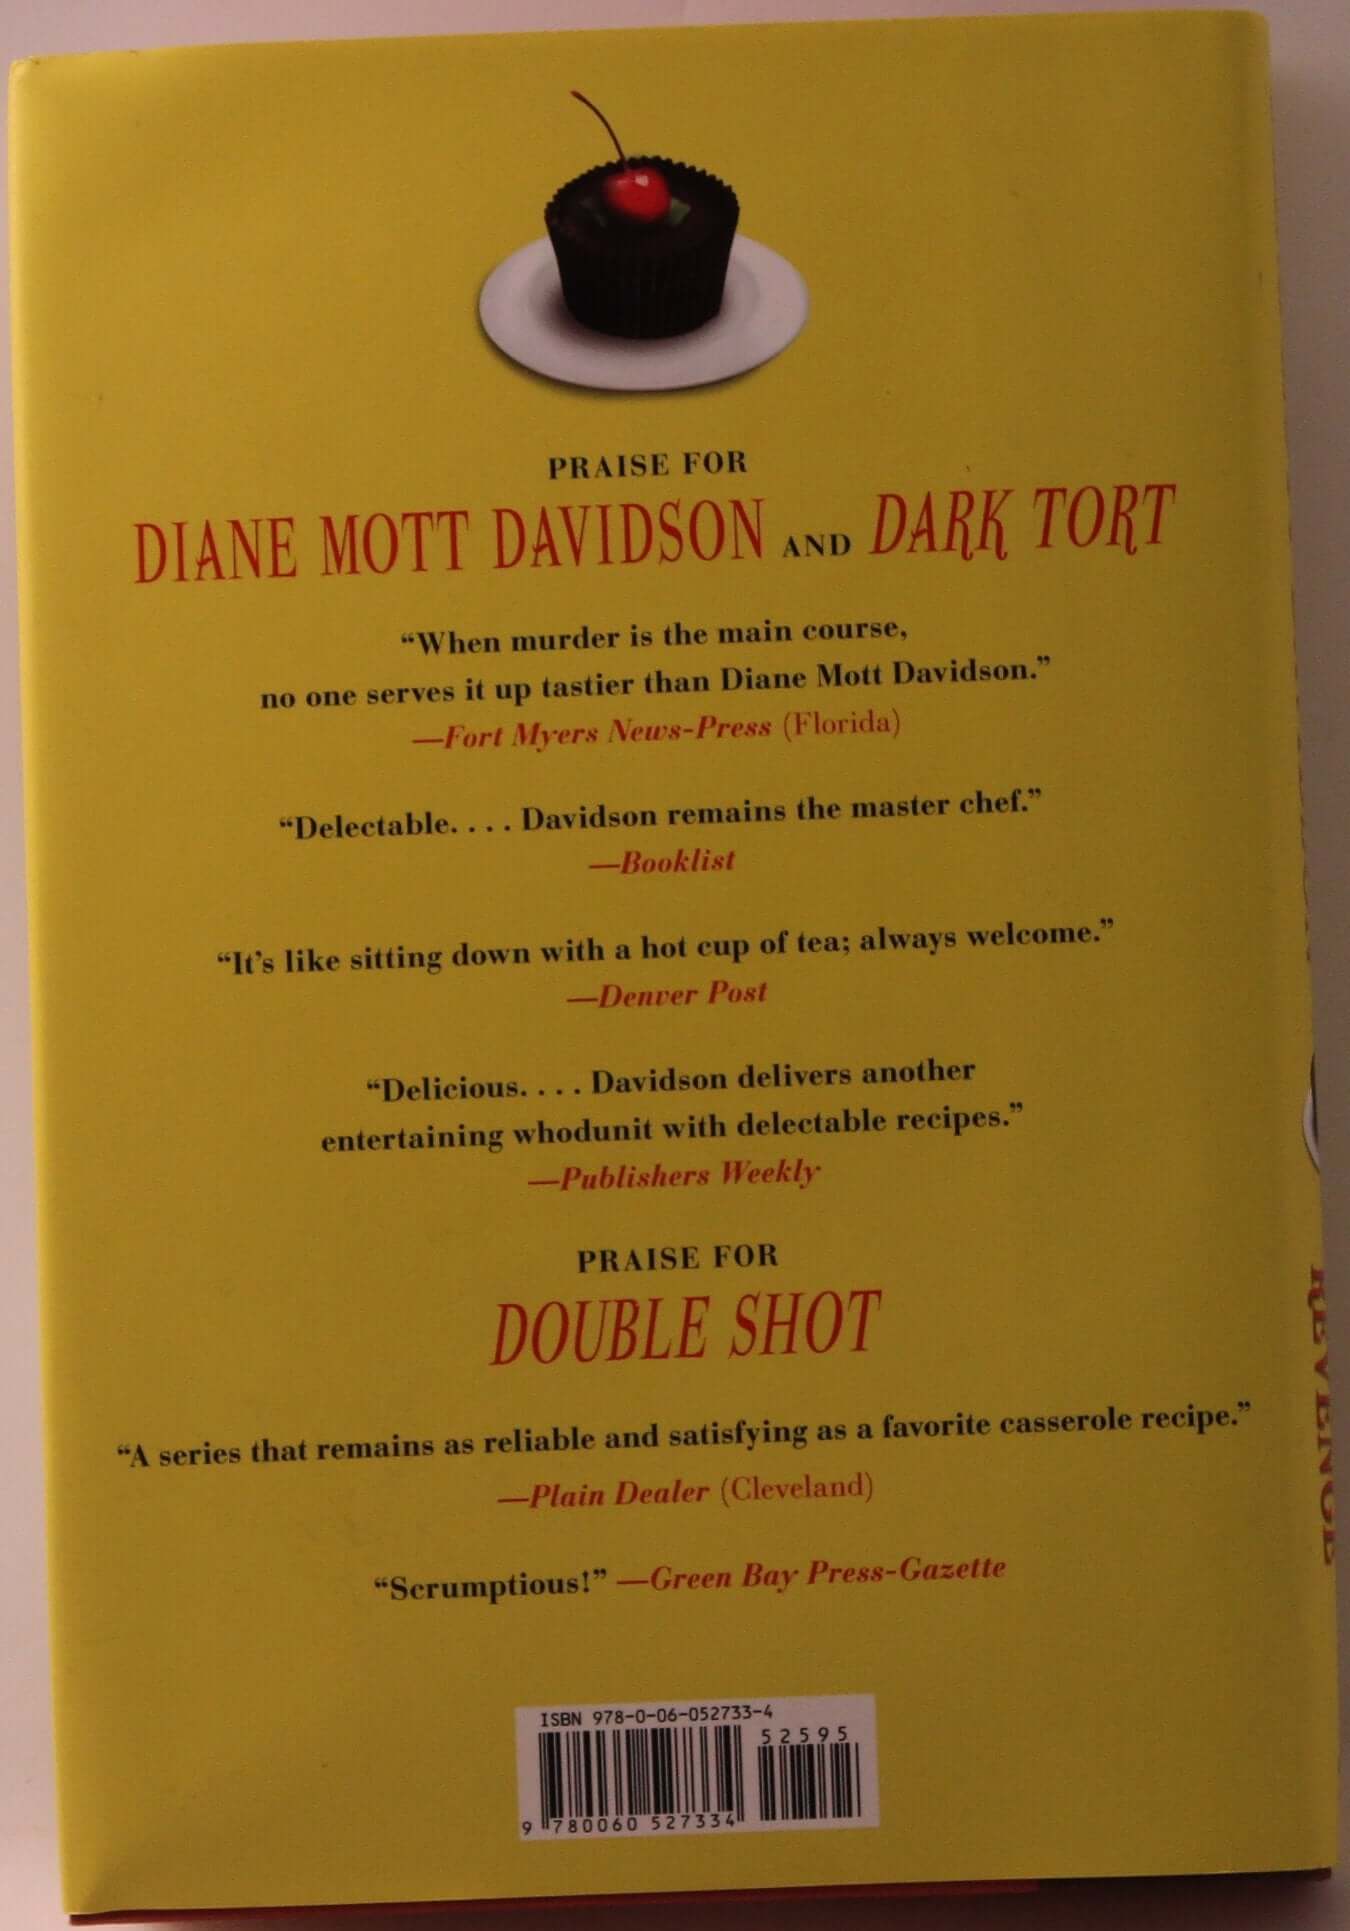 PRAISE FOR
DIANE MOTT DAVIDSON AND DARK TORT
“When murder is the main course,
no one serves it up tastier than Diane Mott Davidson.”
—Fort Myers News-Press (Florida)
“Delectable. . . . Davidson remains the master chef.”
—Booklist
“It’s like sitting down with a hot cup of tea; always welcome.”
—Denver Post
“Delicious. . . . Davidson delivers another
entertaining whodunit with delectable recipes.”
—Publishers Weekly
PRAISE FOR
DOUBLE SHOT
“A series that remains as reliable and satisfying as a favorite casserole recipe.”
—Plain Dealer (Cleveland)
“Scrumptious!” —Green Bay Press-Gazette
ISBN 978-0-06-052733-4
52595
9 780060 527334
REVENGE